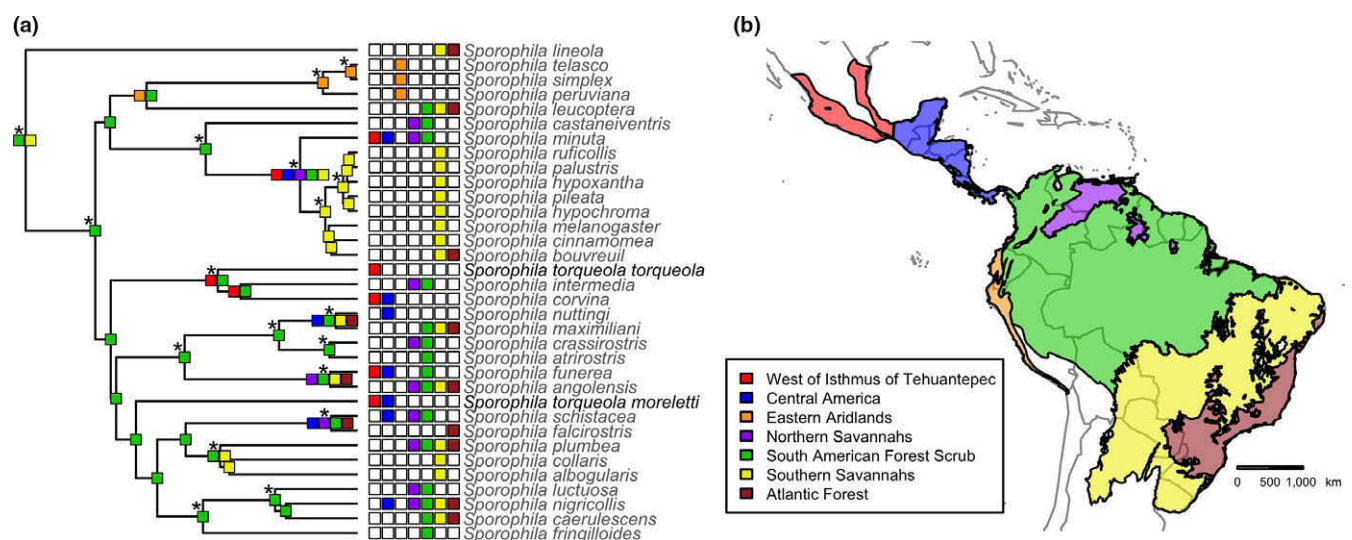 (a)
Sporophila lineola
Sporophila telasco
Sporophila simplex
Sporophila peruviana
Sporophila leucoptera
Sporophila castaneiventris
Sporophila minuta
Sporophila ruficollis
Sporophila palustris
Sporophila hypoxantha
Sporophila pileata
Sporophila hypochroma
Sporophila melanogaster
Sporophila cinnamomea
Sporophila bouvreuil
Sporophila torqueola torqueola
Sporophila intermedia
Sporophila corvina
Sporophila nuttingi
Sporophila maximiliani
Sporophila crassirostris
Sporophila atrirostris
Sporophila funerea
Sporophila angolensis
Sporophila torqueola moreletti
Sporophila schistacea
Sporophila falcirostris
Sporophila plumbea
Sporophila collaris
Sporophila albogularis
Sporophila luctuosa
Sporophila nigricollis
Sporophila caerulescens
Sporophila fringilloides
(b)
West of Isthmus of Tehuantepec
Central America
Eastern Aridlands
Northern Savannahs
South American Forest Scrub
Southern Savannahs
Atlantic Forest
0 500 1,000 km